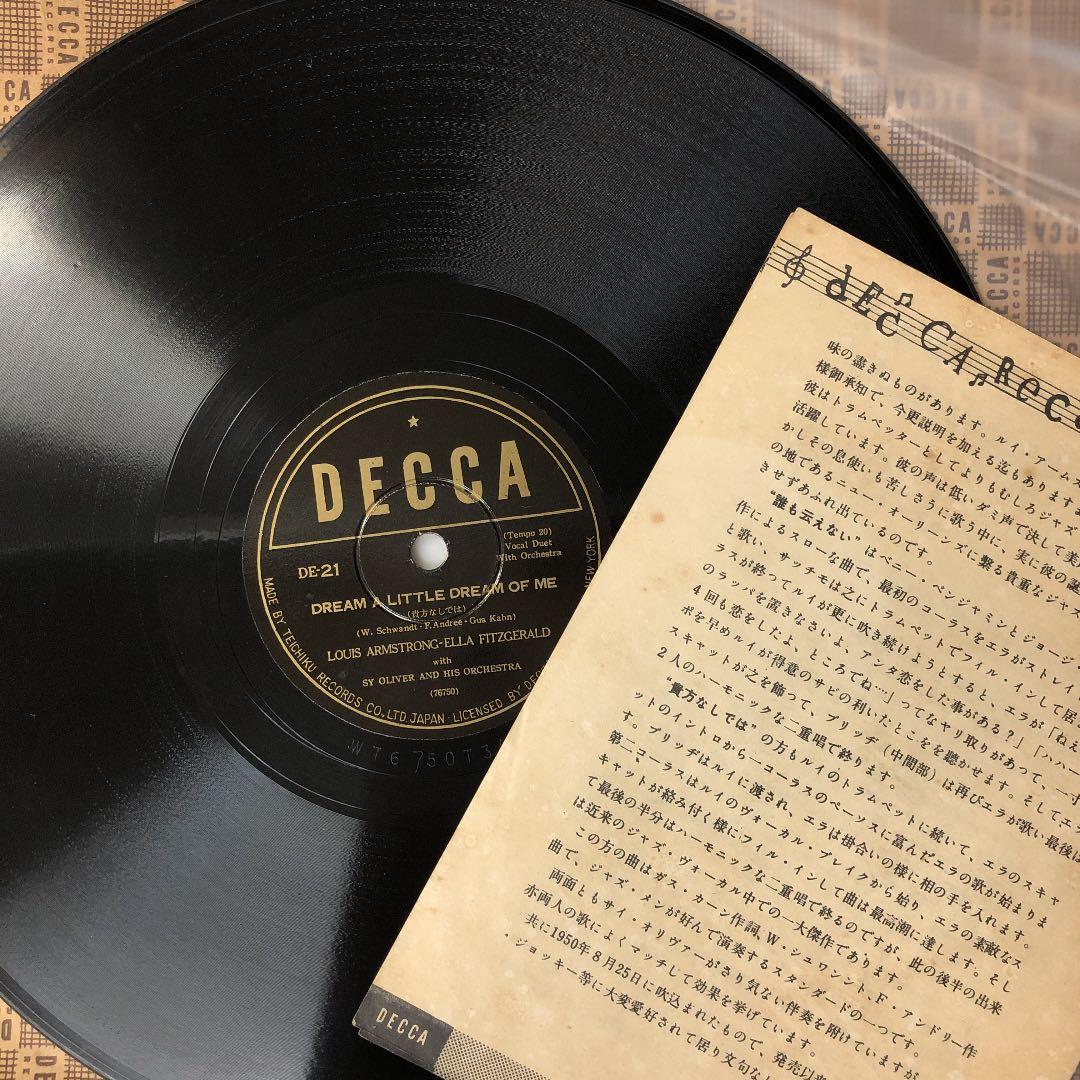 DECCA
RECORDS
DECCA
(Tempo 20)
Vocal Duet
With Orchestra
DE-21
DREAM A LITTLE DREAM OF ME
(貴方なしでは)
(W. Schwandt・F. Andree・Gus Kahn)
LOUIS ARMSTRONG-ELLA FITZGERALD
with
SY OLIVER AND HIS ORCHESTRA
(76750)
MADE BY TEICHIKU RECORDS CO., LTD. JAPAN · LICENSED BY
NEW YORK
W76750T3
dECCA Reco
味の盡きぬものがあります。ルイ・アームス
様御承知で、今更説明を加える迄もありますま
彼はトラムペッターとしてよりもむしろジャズ・
活躍しています。彼の声は低いダミ声で決して美
かしその息使いも苦しさうに歌う中に、実に彼の誕
の地であるニュー・オーリーンズに繋る貴重なジャズ
きせずあふれ出ているのです。
“誰も云えない”はベニー・ベンジャミンとジョージ
作によるスローな曲で、最初のコーラスをエラがストレイ
と歌い、サッチモは之にトラムペットでフィル・インして居
ラスが終ってルイが更に吹き続けようとすると、エラが「ねえ
のラッパを置きなさいよ、アンタ恋をした事がある?」「ハハー
4回も恋をしたよ、ところでね…」ってなヤリ取りがあって、一寸
ポを早めルイが得意のサビの利いたとこを聴かせます。そしてエ
スキャットが之を飾って、ブリッヂ(中間部)は再びエラが歌い最後は
2人のハーモニックな二重唱で終ります。
“貴方なしでは”の方もルイのトラムペットに続いて、エラのスキャ
ットのイントロから一コーラスのペーソスに富んだエラの歌が始まりま
す。ブリッヂはルイに渡され、エラは掛合いの様に相の手を入れます。
第二コーラスはルイのヴォーカル・ブレイクから始り、エラの素敵なス
キャットが絡み付く様にフィル・インして曲は最高潮に達します。そし
て最後の半分はハーモニックな二重唱で終るのですが、此の後半の出来
は近来のジャズ・ヴォーカル中での一大傑作であります。
この方の曲はガス・カーン作詞、W・シュワント、F・アンドリー作
曲で、ジャズ・メンが好んで演奏するスタンダードの一つです。
両面ともサイ・オリヴァーがさり気ない伴奏を附けていますが
亦両人の歌によくマッチして効果を挙げています。
共に1950年8月25日に吹込まれたもので、発売以来
・ジョッキー等に大変愛好されて居り文句な
DECCA